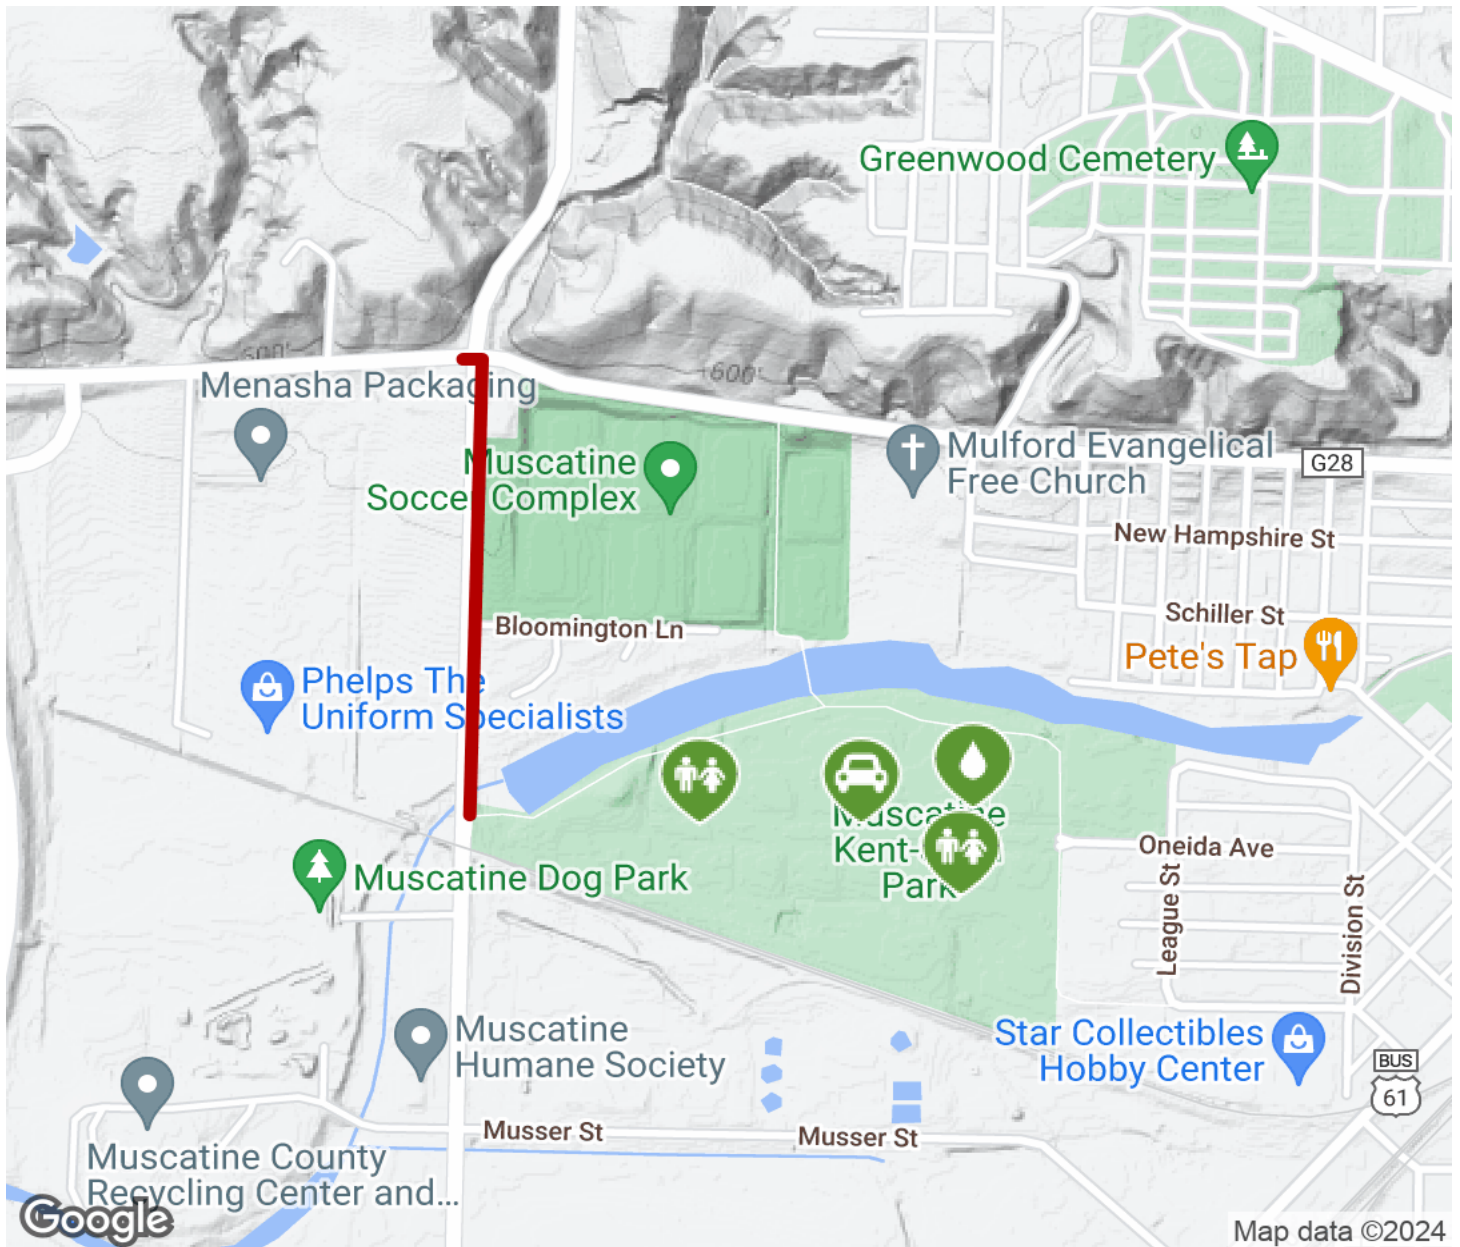 Greenwood Cemetery
600'
600'
Menasha Packaging
Muscatine
Soccer Complex
Mulford Evangelical
Free Church
G28
New Hampshire St
Schiller St
Bloomington Ln
Pete's Tap
Phelps The
Uniform Specialists
Muscatine
Kent-
Park
Oneida Ave
Muscatine Dog Park
League St
Division St
Muscatine
Humane Society
Star Collectibles
Hobby Center
BUS
61
Musser St
Musser St
Muscatine County
Recycling Center and...
Google
Map data ©2024